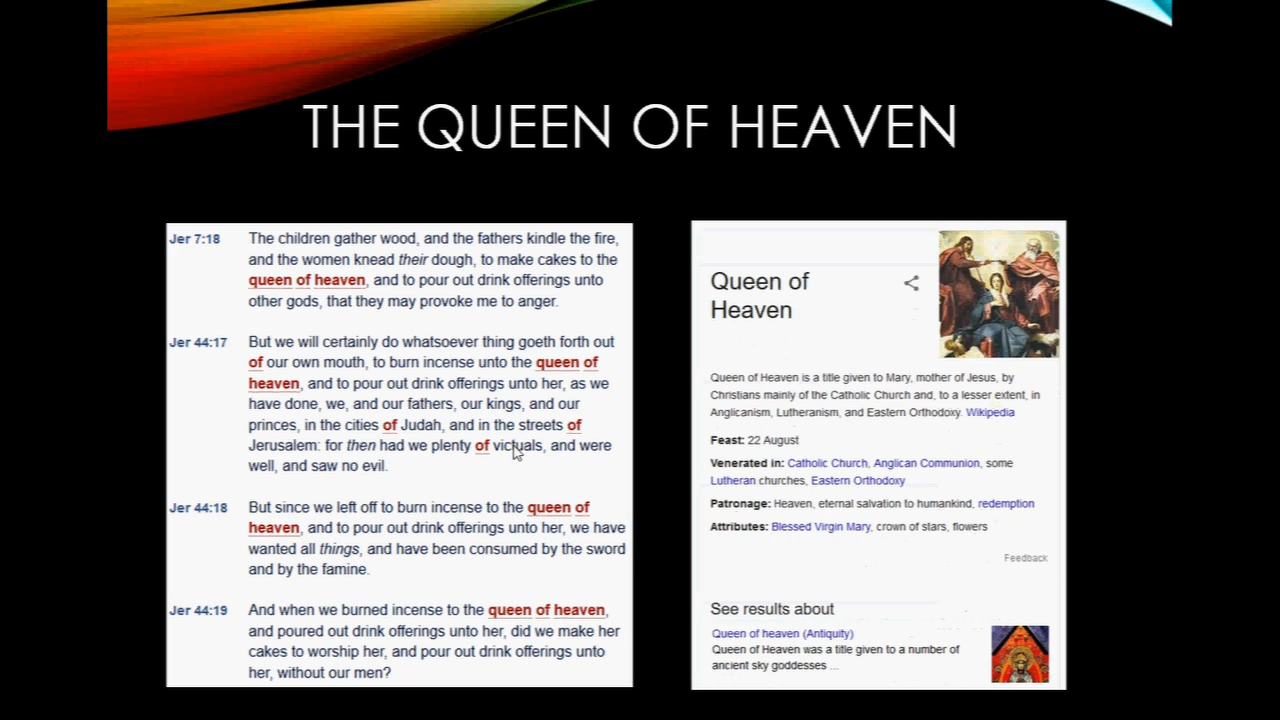 THE QUEEN OF HEAVEN
Jer 7:18 The children gather wood, and the fathers kindle the fire,
and the women knead their dough, to make cakes to the
queen of heaven, and to pour out drink offerings unto
other gods, that they may provoke me to anger.
Jer 44:17 But we will certainly do whatsoever thing goeth forth out
of our own mouth, to burn incense unto the queen of
heaven, and to pour out drink offerings unto her, as we
have done, we, and our fathers, our kings, and our
princes, in the cities of Judah, and in the streets of
Jerusalem: for then had we plenty of victuals, and were
well, and saw no evil.
Jer 44:18 But since we left off to burn incense to the queen of
heaven, and to pour out drink offerings unto her, we have
wanted all things, and have been consumed by the sword
and by the famine.
Jer 44:19 And when we burned incense to the queen of heaven,
and poured out drink offerings unto her, did we make her
cakes to worship her, and pour out drink offerings unto
her, without our men?
Queen of
Heaven
Queen of Heaven is a title given to Mary, mother of Jesus, by
Christians mainly of the Catholic Church and, to a lesser extent, in
Anglicanism, Lutheranism, and Eastern Orthodoxy. Wikipedia
Feast: 22 August
Venerated in: Catholic Church, Anglican Communion, some
Lutheran churches, Eastern Orthodoxy
Patronage: Heaven, eternal salvation to humankind, redemption
Attributes: Blessed Virgin Mary, crown of stars, flowers
Feedback
See results about
Queen of heaven (Antiquity)
Queen of Heaven was a title given to a number of
ancient sky goddesses ...